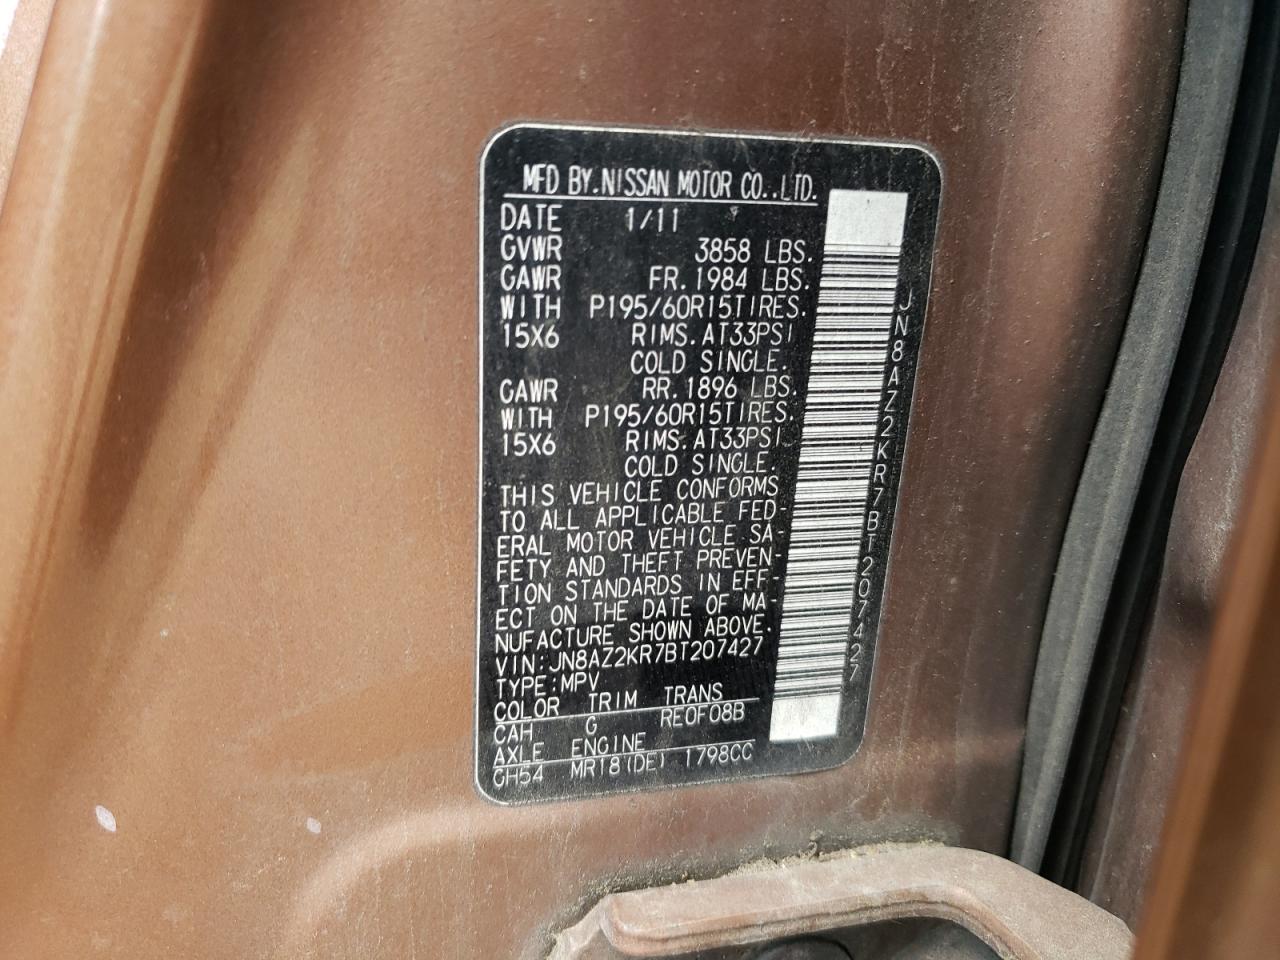 MFD BY.NISSAN MOTOR CO.,LTD.
DATE 1/11
GVWR 3858 LBS.
GAWR FR.1984 LBS.
WITH P195/60R15TIRES.
15X6 RIMS.AT33PSI
COLD SINGLE.
GAWR RR.1896 LBS.
WITH P195/60R15TIRES.
15X6 RIMS.AT33PSI
COLD SINGLE.
THIS VEHICLE CONFORMS
TO ALL APPLICABLE FED-
ERAL MOTOR VEHICLE SA-
FETY AND THEFT PREVEN-
TION STANDARDS IN EFF-
ECT ON THE DATE OF MA-
NUFACTURE SHOWN ABOVE.
VIN:JN8AZ2KR7BT207427
TYPE:MPV
COLOR TRIM TRANS
CAH G RE0F08B
AXLE ENGINE
GH54 MR18(DE) 1798CC
JN8AZ2KR7BT207427